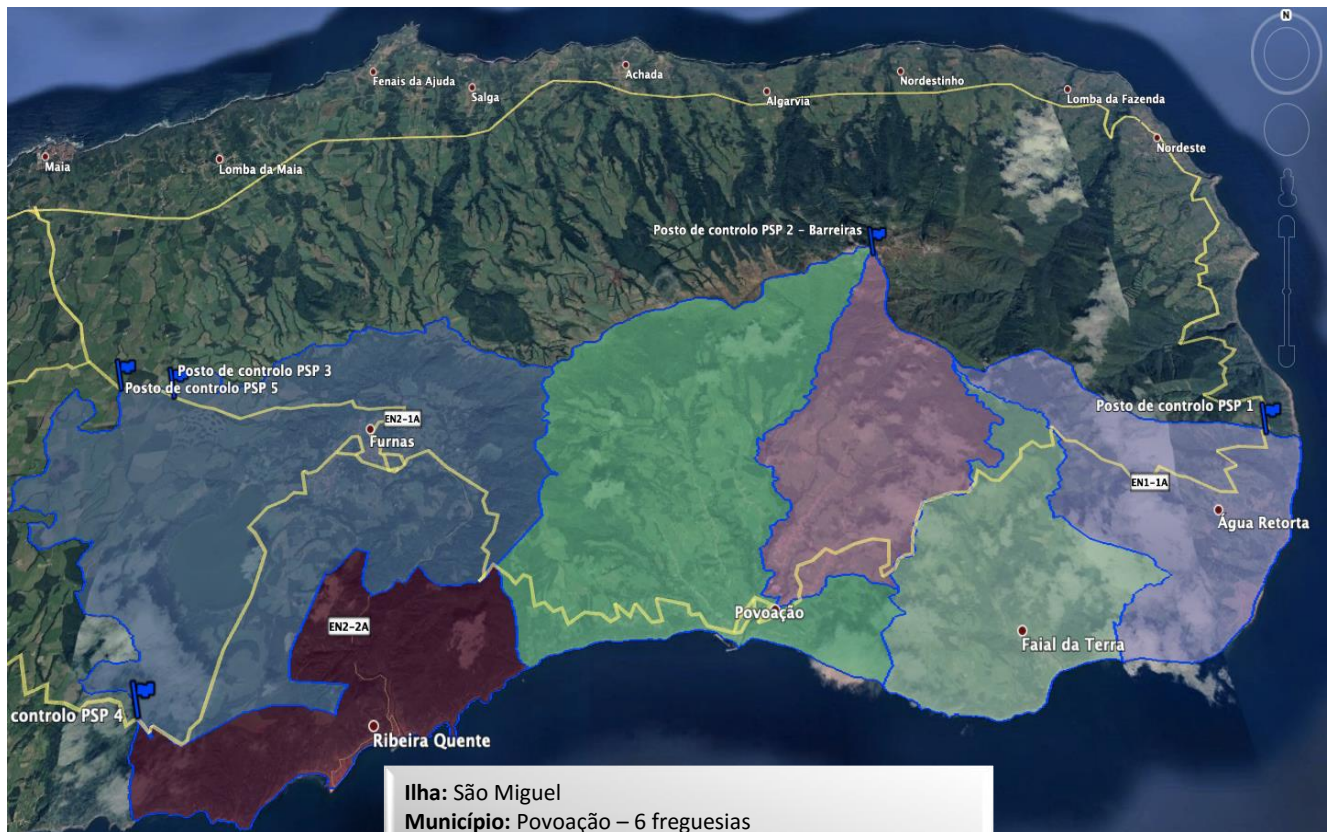 N
Fenais da Ajuda
Salga
Achada
Algarvia
Nordestinho
Lomba da Fazenda
Nordeste
Maia
Lomba da Maia
Posto de controlo PSP 2 – Barreiras
Posto de controlo PSP 3
Posto de controlo PSP 5
Posto de controlo PSP 1
EN2-1A
Furnas
EN1-1A
Água Retorta
EN2-2A
Povoação
Faial da Terra
controlo PSP 4
Ribeira Quente
Ilha: São Miguel
Município: Povoação – 6 freguesias